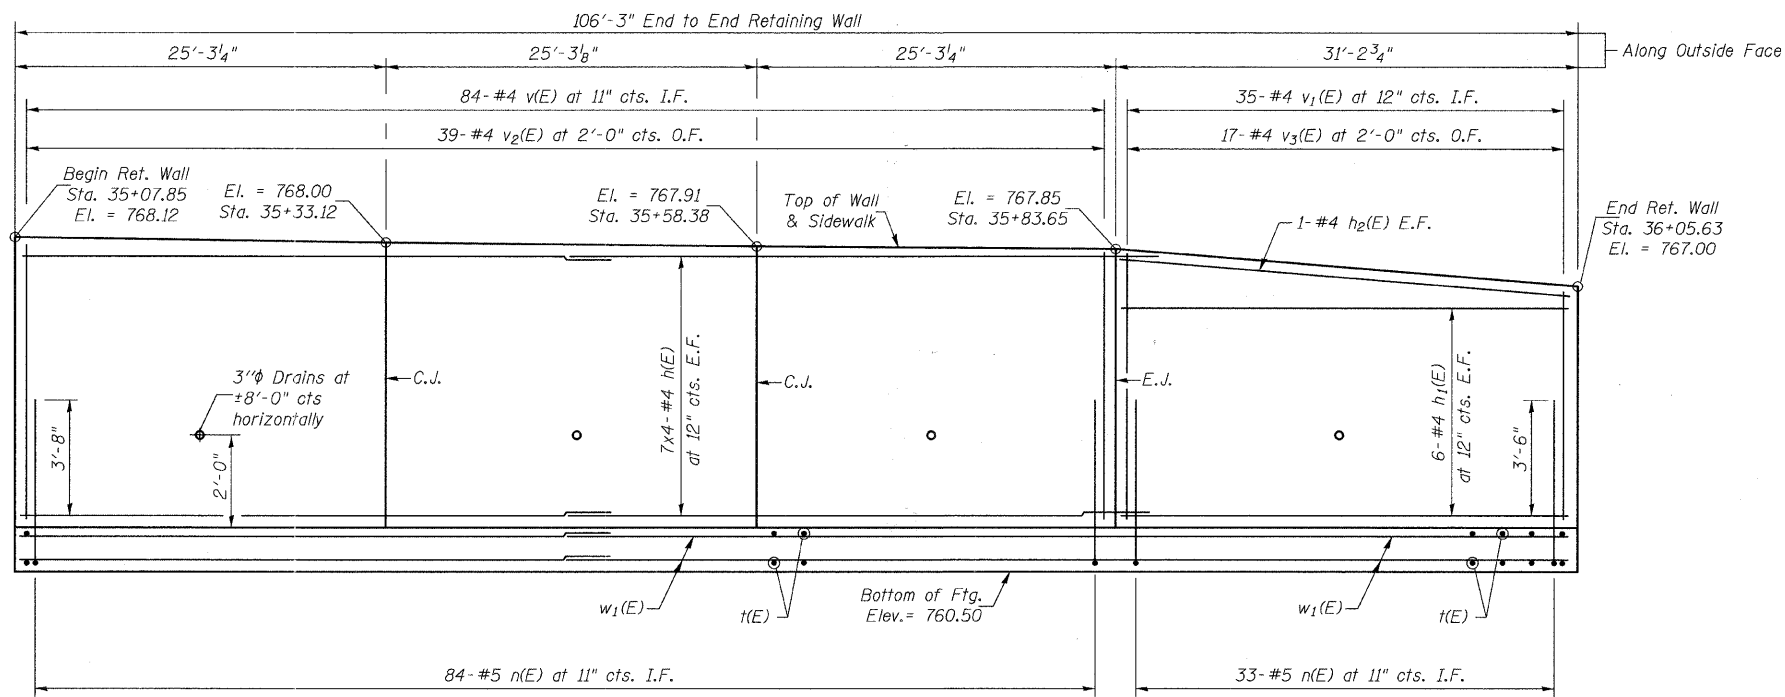 106'-3" End to End Retaining Wall
25'-3¼"
25'-3⅛"
25'-3¼"
31'-2¾"
Along Outside Face
84-#4 v(E) at 11" cts. I.F.
35-#4 v₁(E) at 12" cts. I.F.
39-#4 v₂(E) at 2'-0" cts. O.F.
17-#4 v₃(E) at 2'-0" cts. O.F.
Begin Ret. Wall
Sta. 35+07.85
El. = 768.12
El. = 768.00
Sta. 35+33.12
El. = 767.91
Sta. 35+58.38
Top of Wall
& Sidewalk
El. = 767.85
Sta. 35+83.65
1-#4 h₂(E) E.F.
End Ret. Wall
Sta. 36+05.63
El. = 767.00
3"ϕ Drains at
±8'-0" cts
horizontally
C.J.
C.J.
E.J.
3'-8"
2'-0"
7x4-#4 h(E)
at 12" cts. E.F.
6-#4 h₁(E)
at 12" cts. E.F.
3'-6"
w₁(E)
t(E)
Bottom of Ftg.
Elev.= 760.50
w₁(E)
t(E)
84-#5 n(E) at 11" cts. I.F.
33-#5 n(E) at 11" cts. I.F.